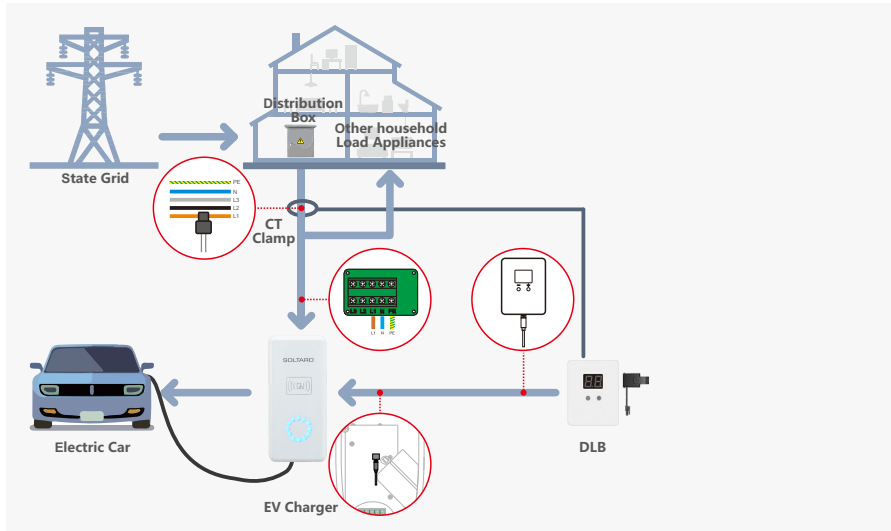 Distribution
Box
Other household
Load Appliances
State Grid
PE
N
L3
L2
L1
CT
Clamp
L3 L2 L1 N PE
L1 N PE
SOLTARO
Electric Car
EV Charger
DLB